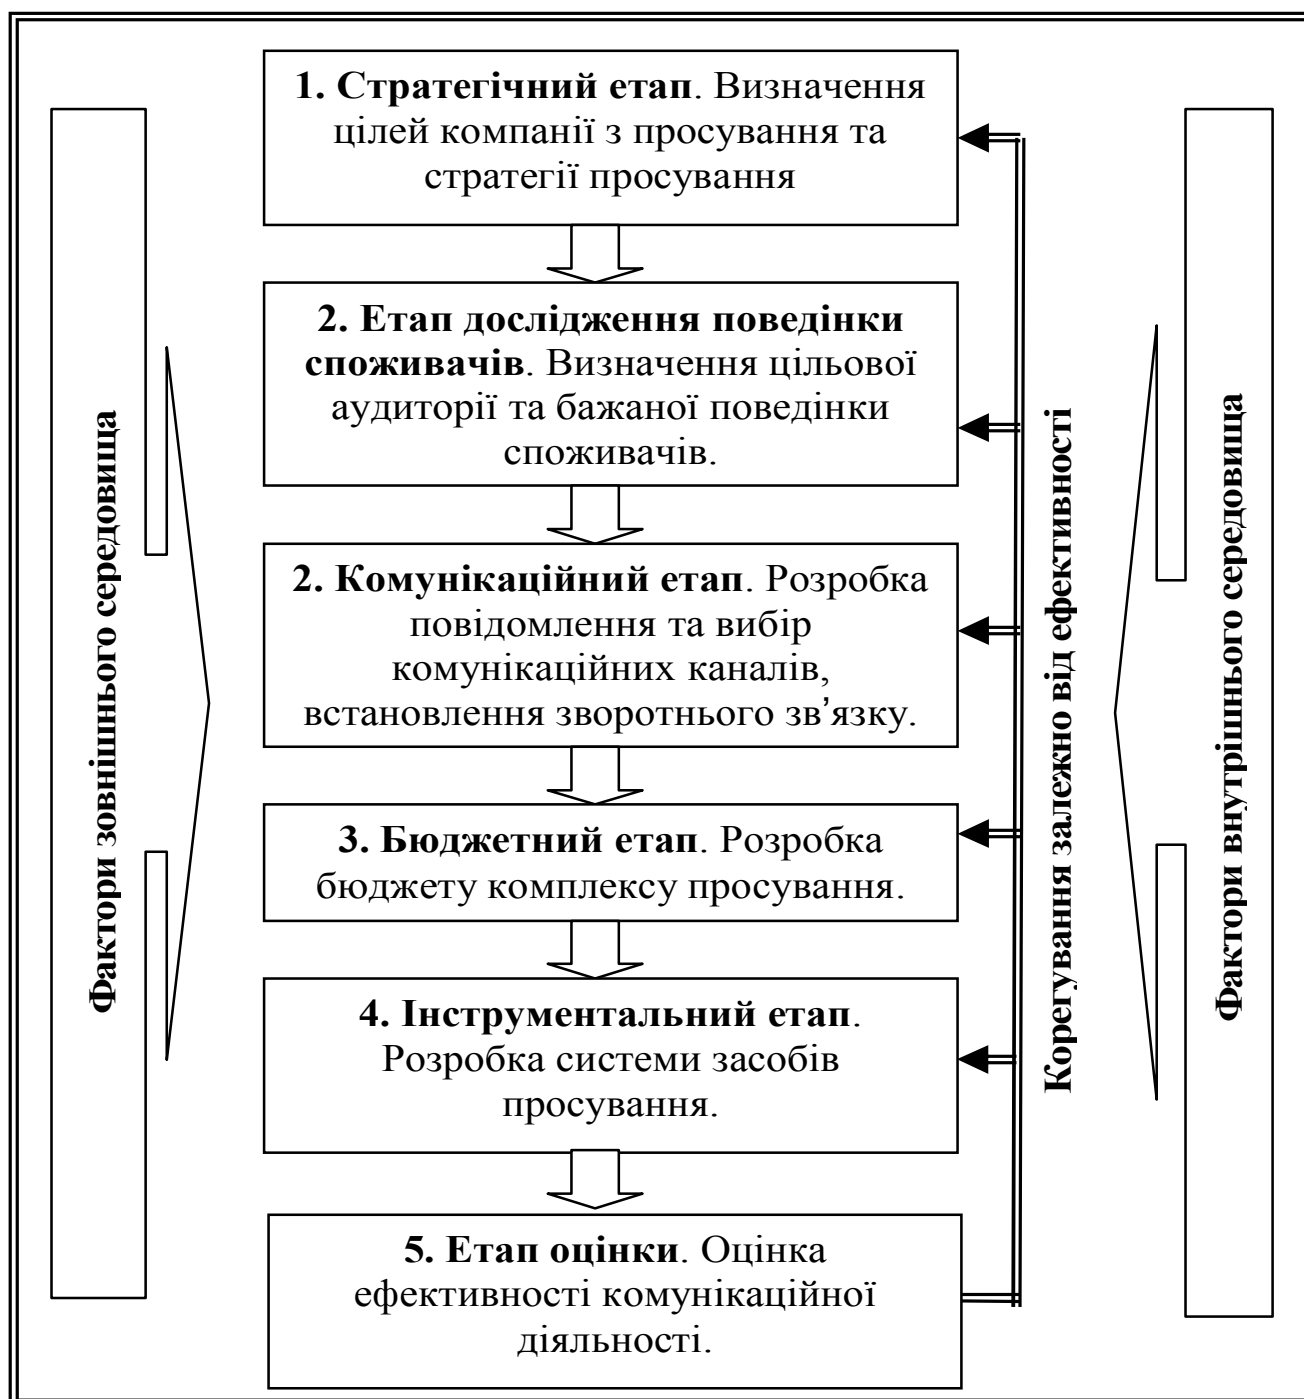 1. Стратегічний етап. Визначення
цілей компанії з просування та
стратегії просування
2. Етап дослідження поведінки
споживачів. Визначення цільової
аудиторії та бажаної поведінки
споживачів.
2. Комунікаційний етап. Розробка
повідомлення та вибір
комунікаційних каналів,
встановлення зворотнього зв’язку.
3. Бюджетний етап. Розробка
бюджету комплексу просування.
4. Інструментальний етап.
Розробка системи засобів
просування.
5. Етап оцінки. Оцінка
ефективності комунікаційної
діяльності.
Фактори зовнішнього середовища
Корегування залежно від ефективності
Фактори внутрішнього середовища